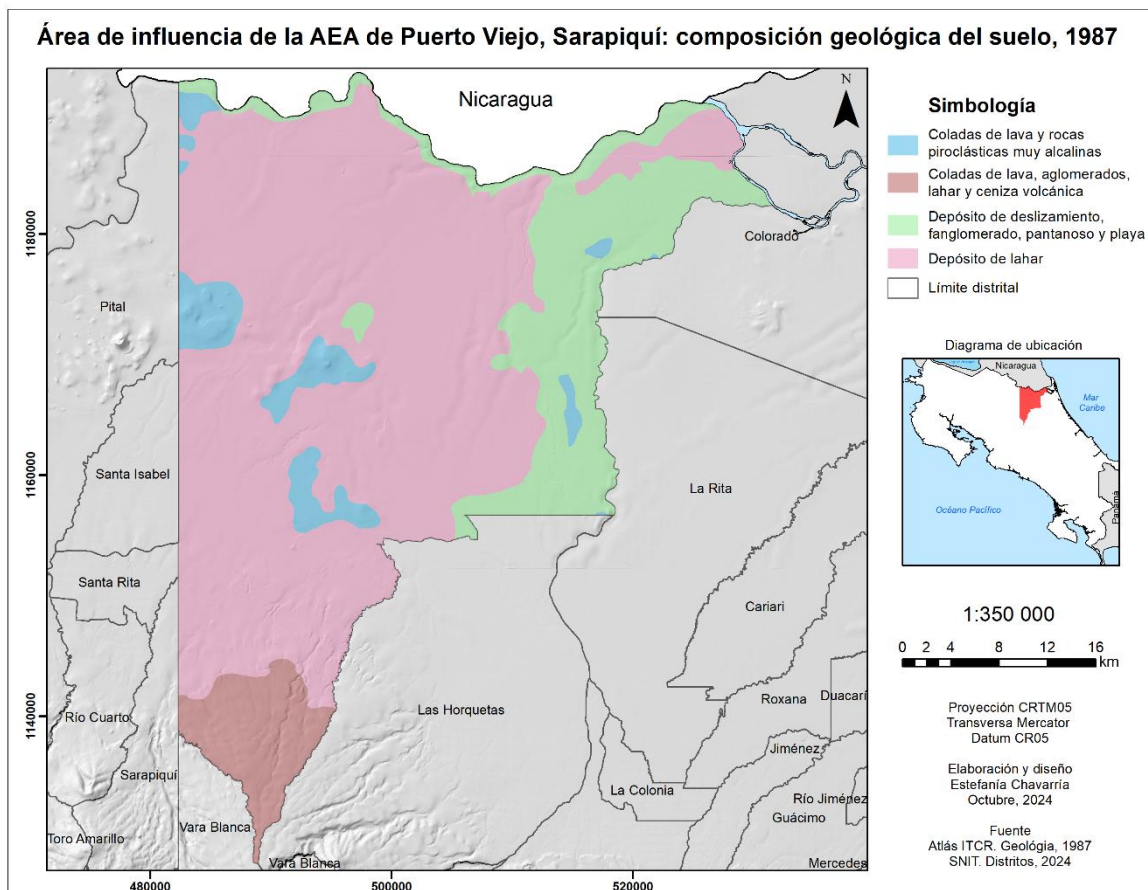 Área de influencia de la AEA de Puerto Viejo, Sarapiquí: composición geológica del suelo, 1987
Nicaragua
N
Colorado
Pital
Santa Isabel
La Rita
Santa Rita
Cariari
Río Cuarto
Las Horquetas
Roxana
Duacarí
Jiménez
Sarapiquí
La Colonia
Río Jiménez
Guácimo
Toro Amarillo
Vara Blanca
Vara Blanca
Mercedes
1180000
1160000
1140000
480000
500000
520000
Simbología
Coladas de lava y rocas
piroclásticas muy alcalinas
Coladas de lava, aglomerados,
lahar y ceniza volcánica
Depósito de deslizamiento,
fanglomerado, pantanoso y playa
Depósito de lahar
Límite distrital
Diagrama de ubicación
Nicaragua
Mar
Caribe
Océano Pacífico
Panamá
1:350 000
0 2 4 8 12 16
km
Proyección CRTM05
Transversa Mercator
Datum CR05
Elaboración y diseño
Estefanía Chavarría
Octubre, 2024
Fuente
Atlás ITCR. Geológia, 1987
SNIT. Distritos, 2024